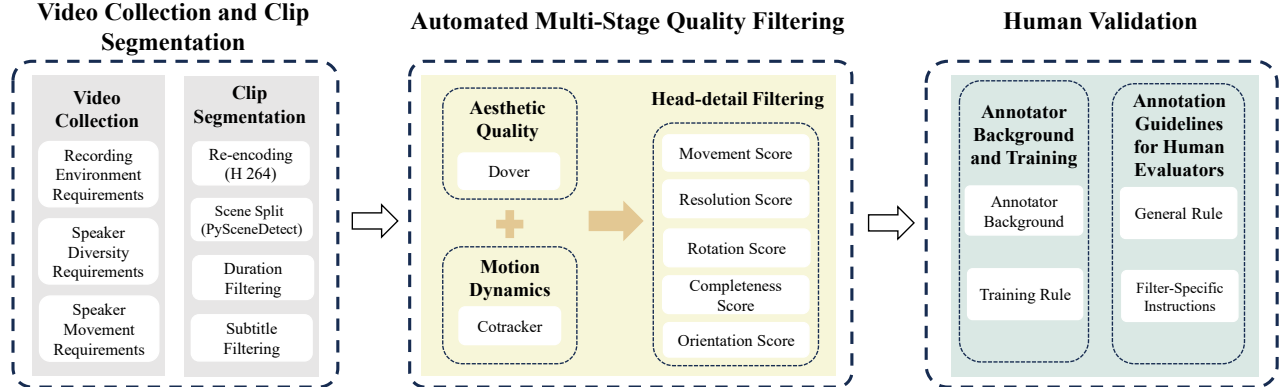 Video Collection and Clip
Segmentation
Video
Collection
Recording
Environment
Requirements
Speaker
Diversity
Requirements
Speaker
Movement
Requirements
Clip
Segmentation
Re-encoding
(H 264)
Scene Split
(PySceneDetect)
Duration
Filtering
Subtitle
Filtering
Automated Multi-Stage Quality Filtering
Aesthetic
Quality
Dover
Motion
Dynamics
Cotracker
Head-detail Filtering
Movement Score
Resolution Score
Rotation Score
Completeness
Score
Orientation Score
Human Validation
Annotator
Background
and Training
Annotator
Background
Training Rule
Annotation
Guidelines
for Human
Evaluators
General Rule
Filter-Specific
Instructions